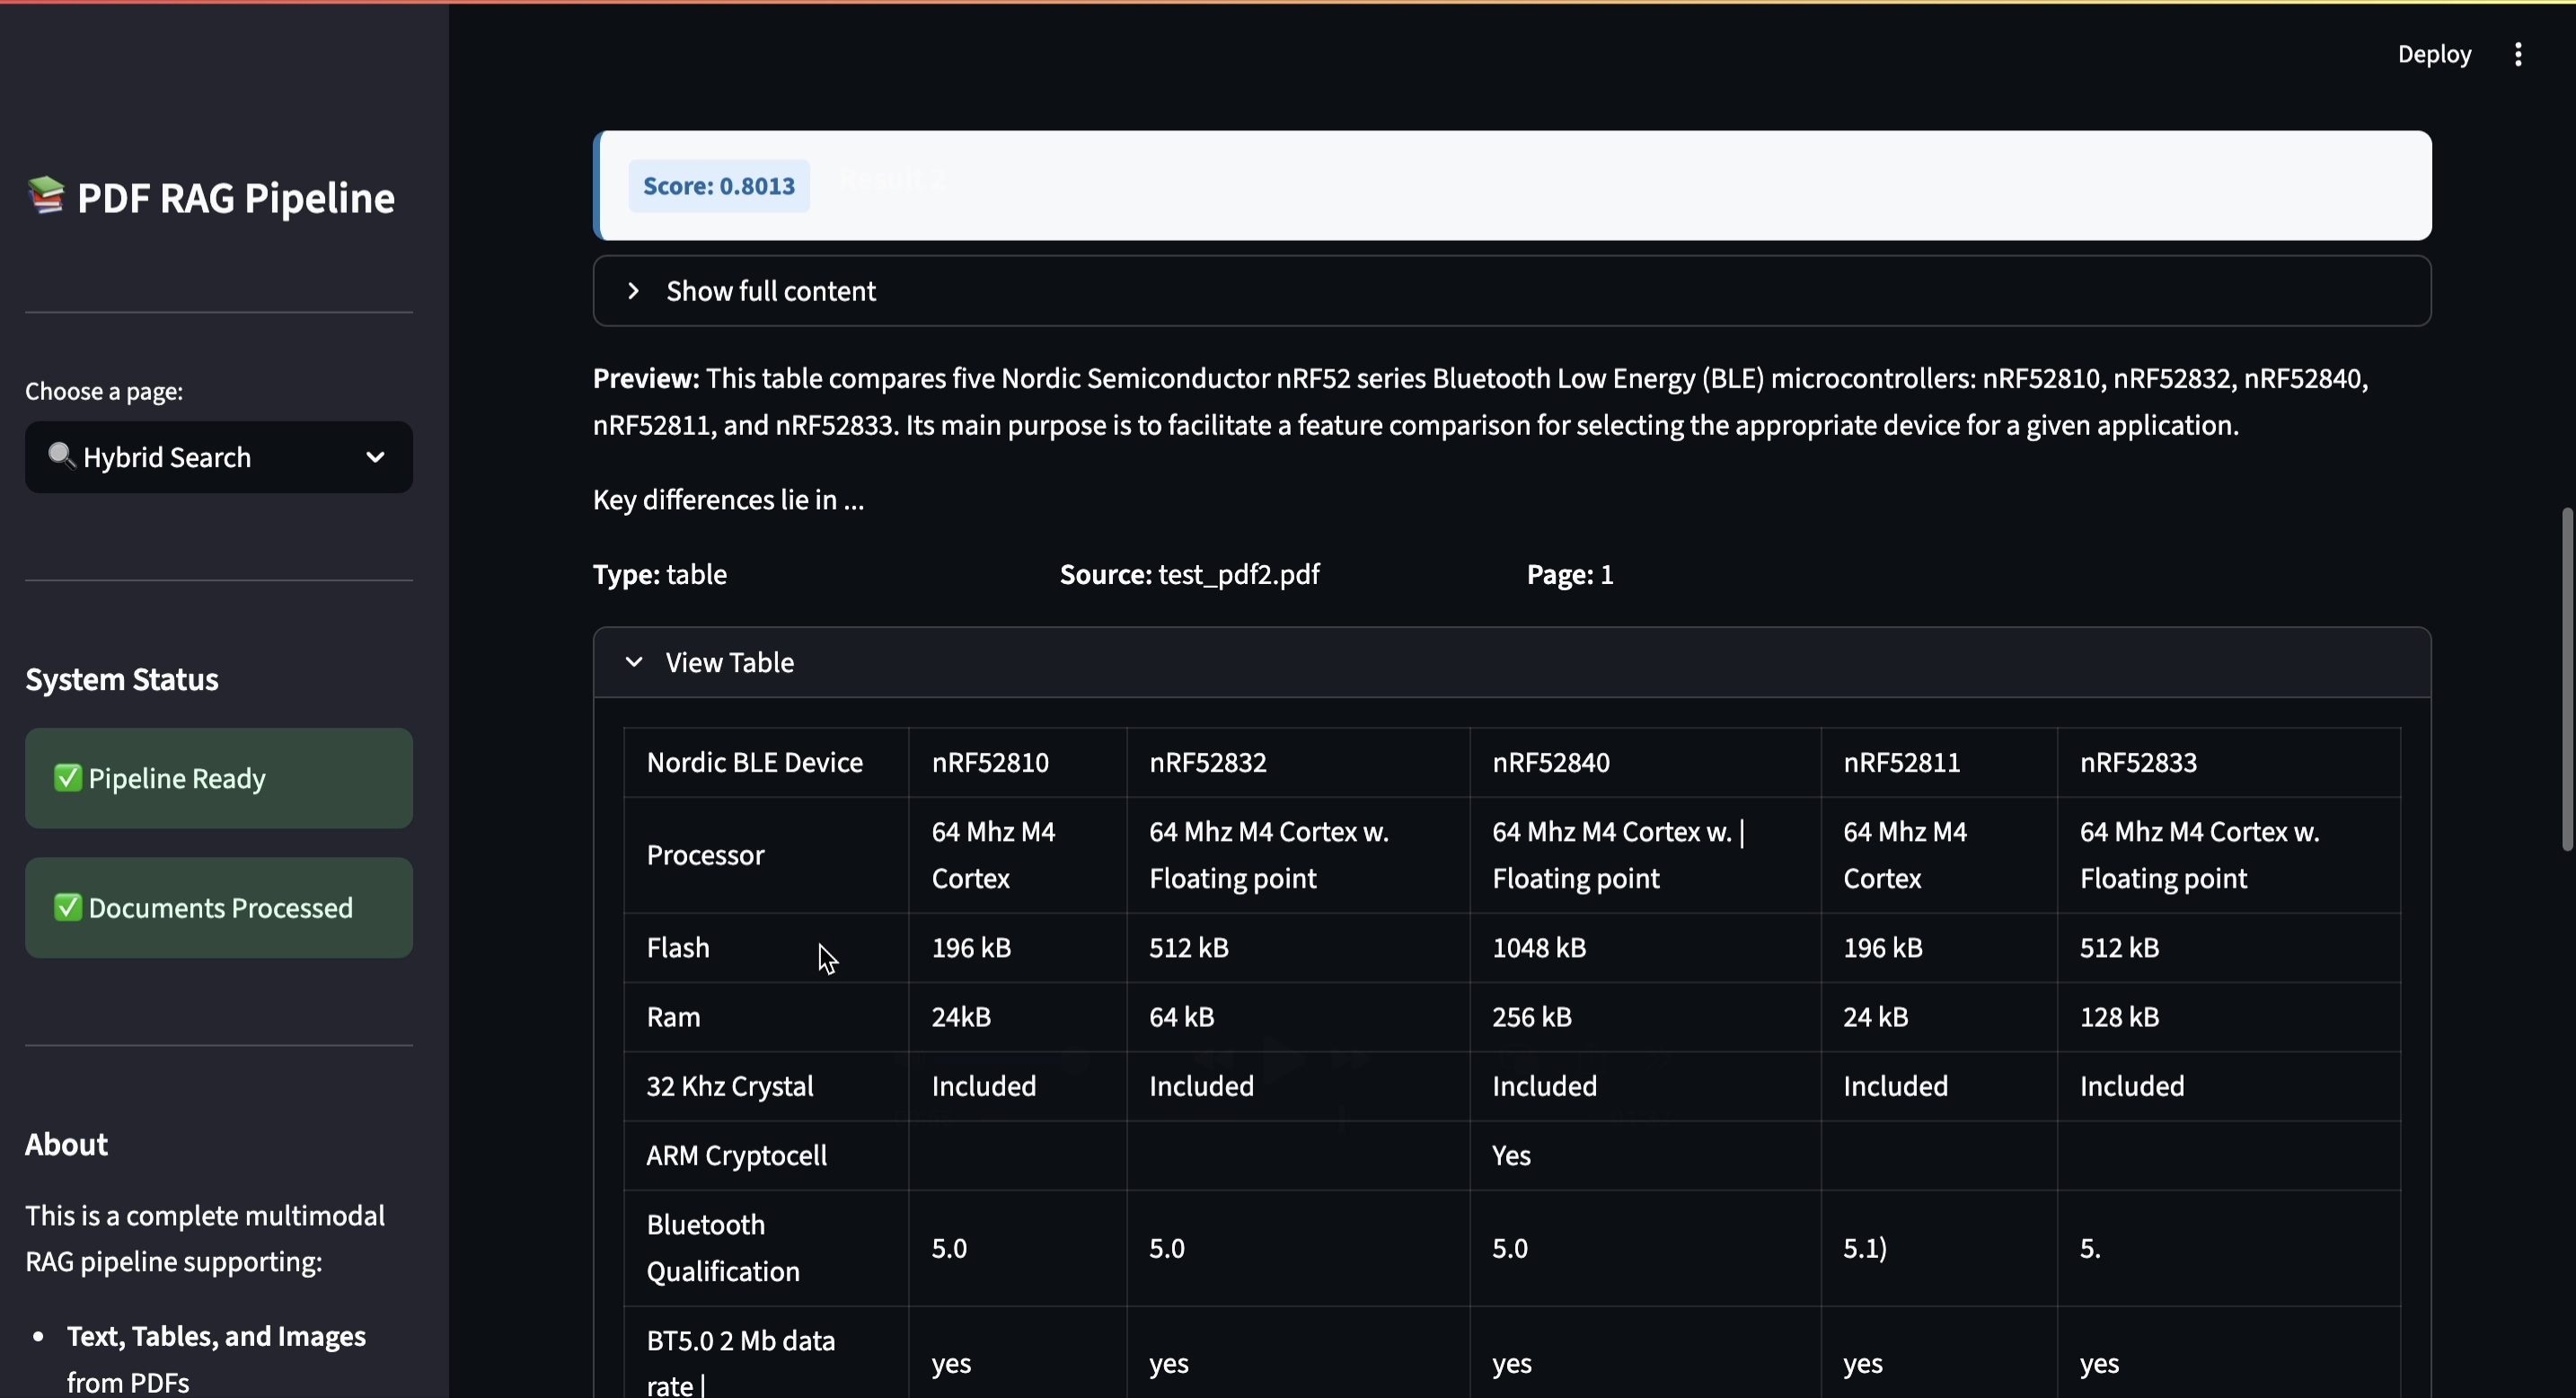 Deploy
📚 PDF RAG Pipeline
Choose a page:
🔍 Hybrid Search
System Status
✅ Pipeline Ready
✅ Documents Processed
About
This is a complete multimodal
RAG pipeline supporting:
• Text, Tables, and Images
from PDFs
Score: 0.8013 Result 2
Show full content
Preview: This table compares five Nordic Semiconductor nRF52 series Bluetooth Low Energy (BLE) microcontrollers: nRF52810, nRF52832, nRF52840,
nRF52811, and nRF52833. Its main purpose is to facilitate a feature comparison for selecting the appropriate device for a given application.
Key differences lie in ...
Type: table Source: test_pdf2.pdf Page: 1
View Table
Nordic BLE Device nRF52810 nRF52832 nRF52840 nRF52811 nRF52833
Processor 64 Mhz M4 Cortex 64 Mhz M4 Cortex w. Floating point 64 Mhz M4 Cortex w. | Floating point 64 Mhz M4 Cortex 64 Mhz M4 Cortex w. Floating point
Flash 196 kB 512 kB 1048 kB 196 kB 512 kB
Ram 24kB 64 kB 256 kB 24 kB 128 kB
32 Khz Crystal Included Included Included Included Included
ARM Cryptocell Yes
Bluetooth Qualification 5.0 5.0 5.0 5.1) 5.
BT5.0 2 Mb data rate | yes yes yes yes yes